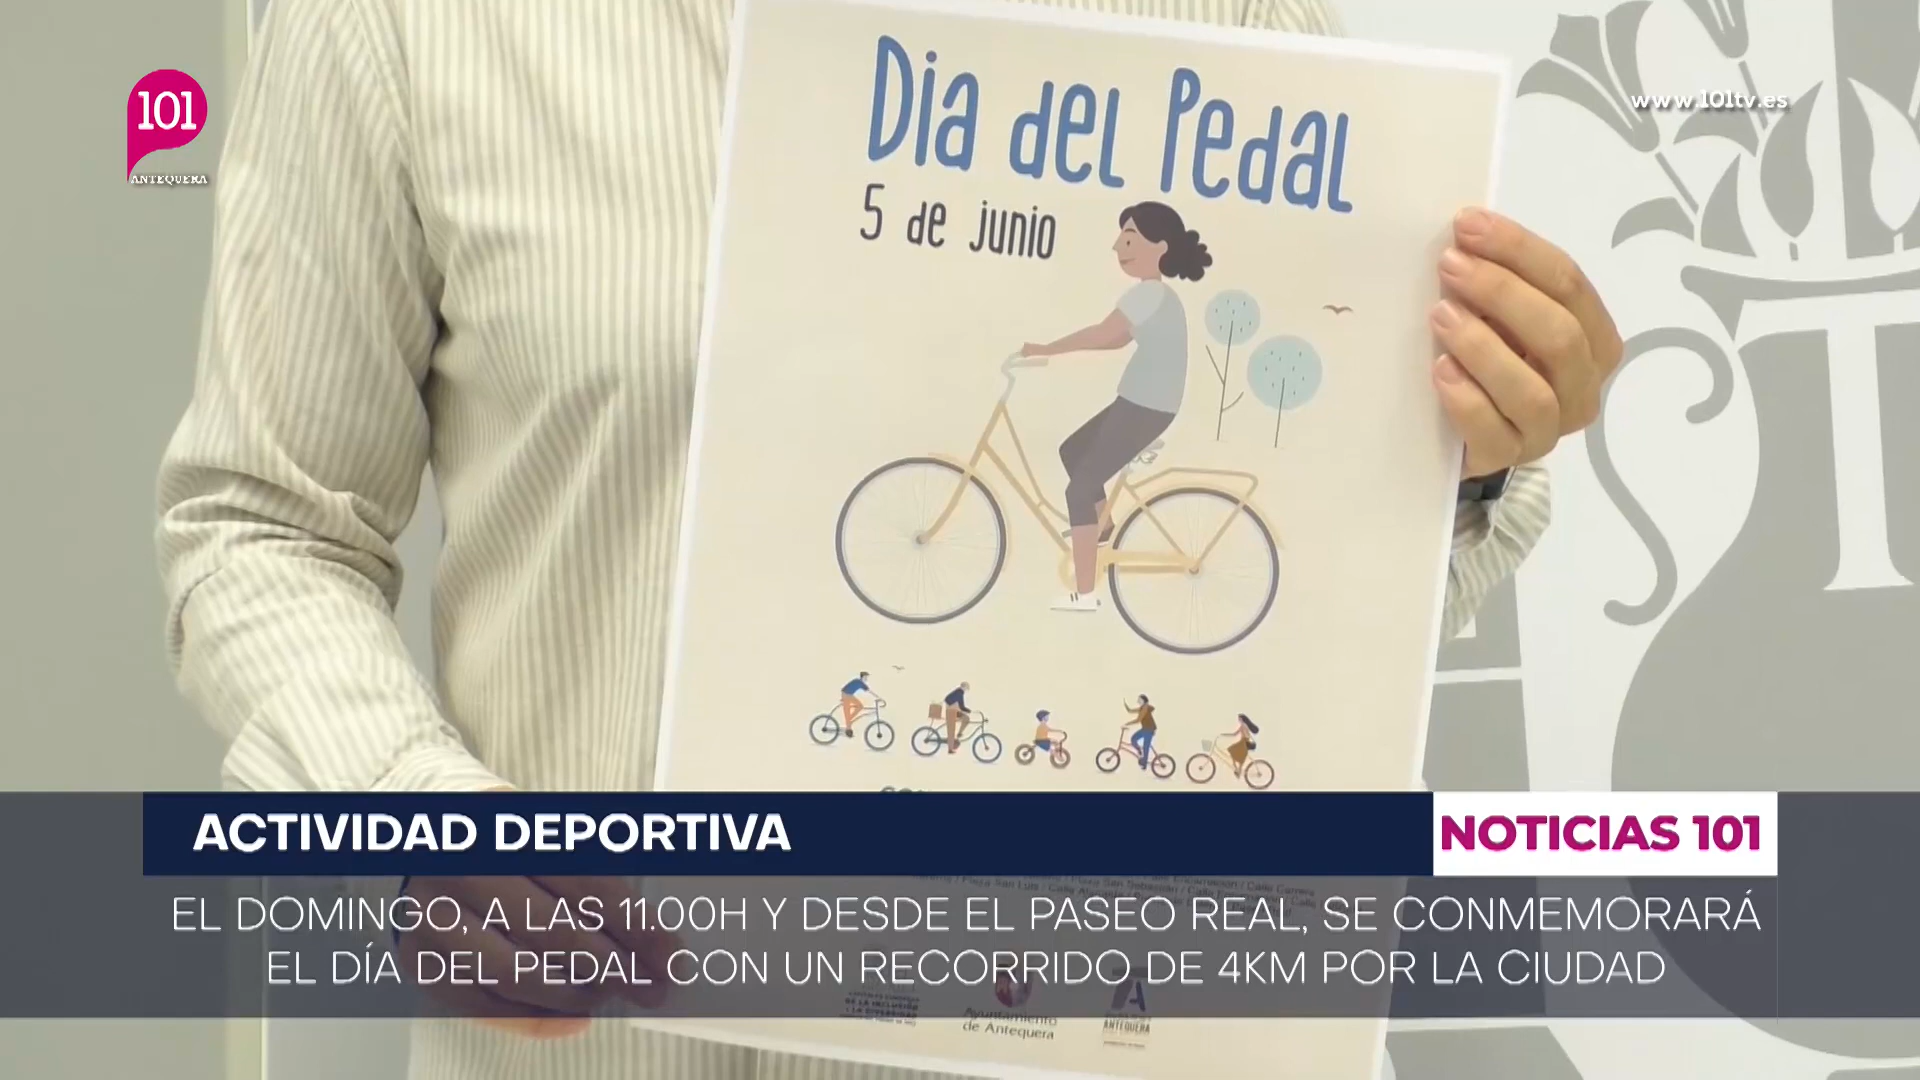 101
ANTEQUERA
www.101tv.es
Dia del Pedal
5 de junio
ACTIVIDAD DEPORTIVA
NOTICIAS 101
EL DOMINGO, A LAS 11.00H Y DESDE EL PASEO REAL, SE CONMEMORARÁ
EL DÍA DEL PEDAL CON UN RECORRIDO DE 4KM POR LA CIUDAD
Ayuntamiento
de Antequera
ANTEQUERA